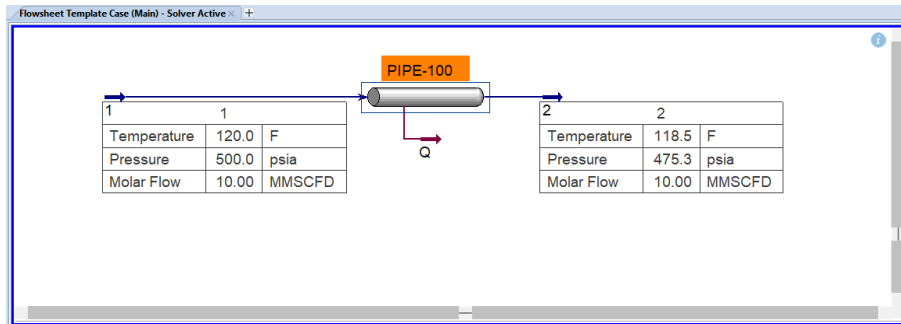 Flowsheet Template Case (Main) - Solver Active × +
i
PIPE-100
1
1
Temperature 120.0 F
Pressure 500.0 psia
Molar Flow 10.00 MMSCFD
Q
2
2
Temperature 118.5 F
Pressure 475.3 psia
Molar Flow 10.00 MMSCFD